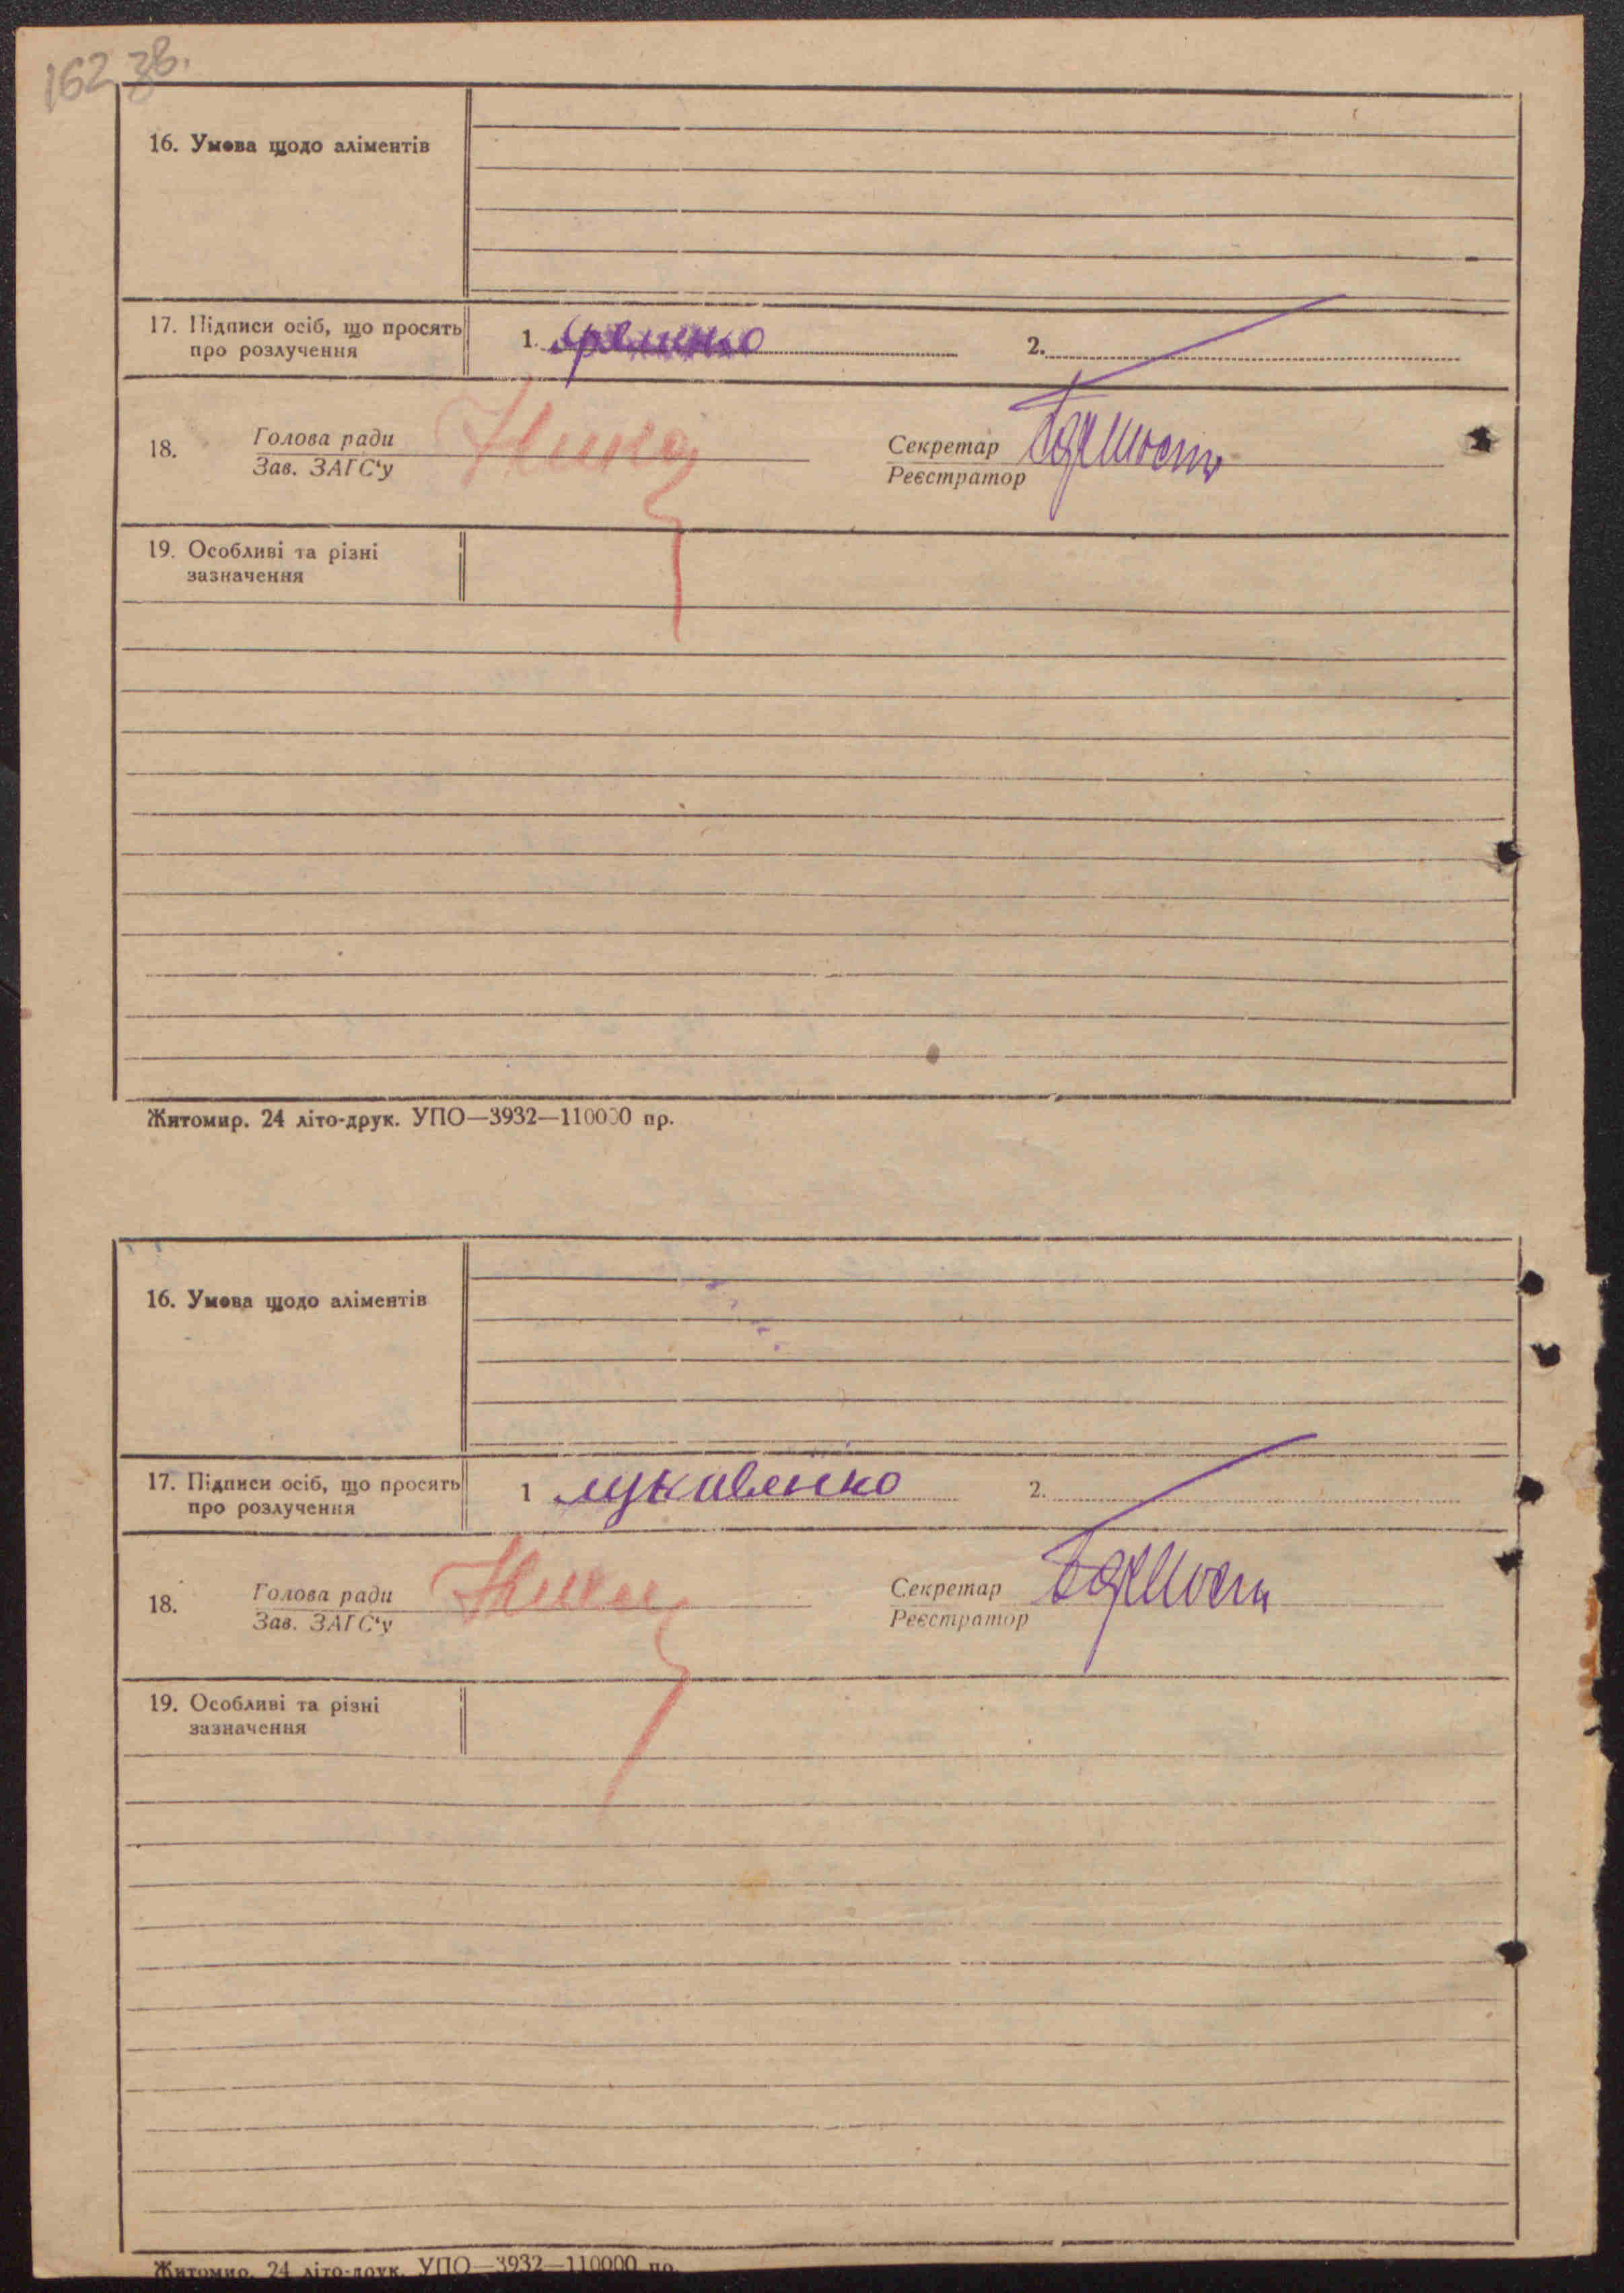 162 зв.
16. Умова щодо аліментів
17. Підписи осіб, що просять
про розлучення
1. Яременко
2.
18.
Голова ради
Зав. ЗАГС'у
Секретар
Реєстратор
19. Особливі та різні
зазначення
Житомир. 24 літо-друк. УПО—3932—110000 пр.
16. Умова щодо аліментів
17. Підписи осіб, що просять
про розлучення
1
2.
18.
Голова ради
Зав. ЗАГС'у
Секретар
Реєстратор
19. Особливі та різні
зазначення
Житомир. 24 літо-друк. УПО—3932—110000 пр.